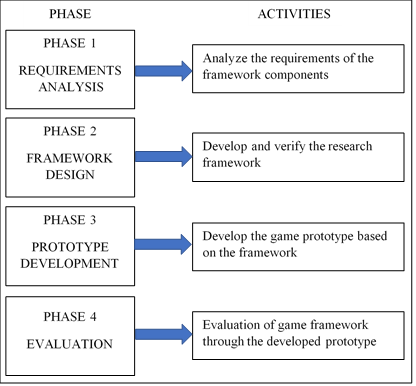 PHASE
ACTIVITIES
PHASE 1
REQUIREMENTS
ANALYSIS
Analyze the requirements of the
framework components
PHASE 2
FRAMEWORK
DESIGN
Develop and verify the research
framework
PHASE 3
PROTOTYPE
DEVELOPMENT
Develop the game prototype based
on the framework
PHASE 4
EVALUATION
Evaluation of game framework
through the developed prototype